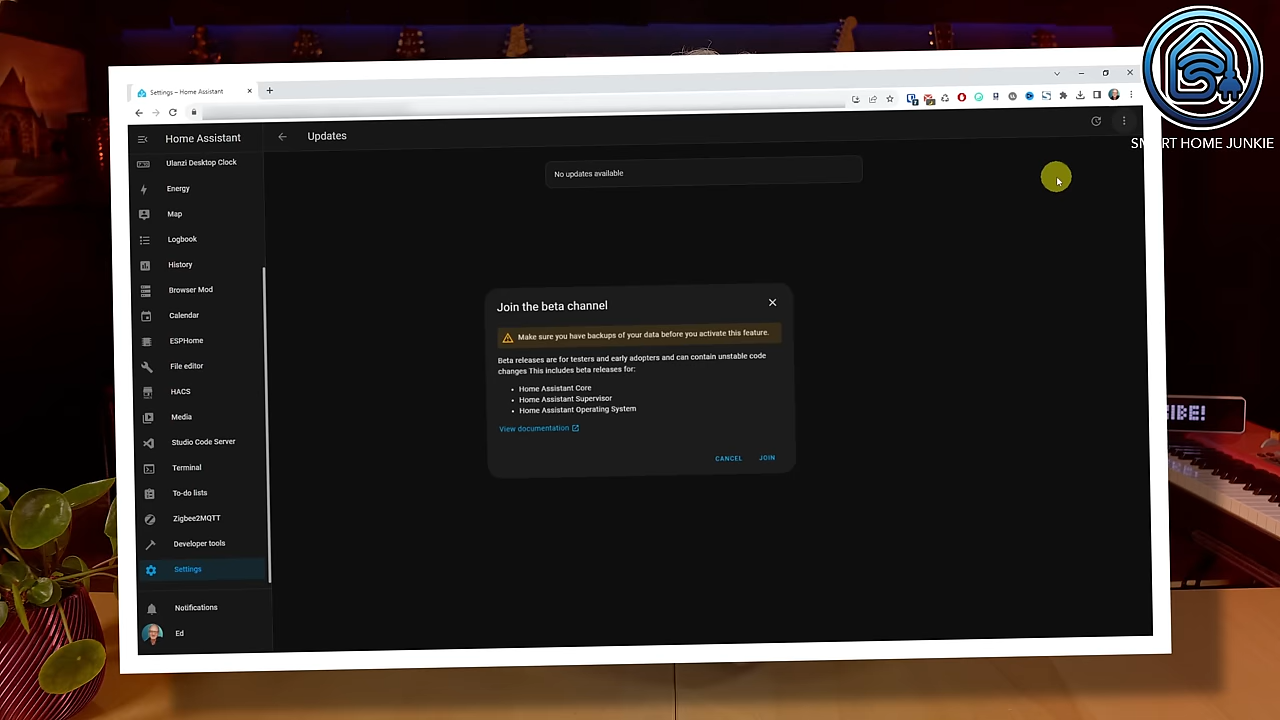 Settings – Home Assistant
SMART HOME JUNKIE
Home Assistant
Updates
Ulanzi Desktop Clock
No updates available
Energy
Map
Logbook
History
Browser Mod
Calendar
ESPHome
File editor
HACS
Media
Studio Code Server
Terminal
To-do lists
Zigbee2MQTT
Developer tools
Settings
Notifications
Ed
Join the beta channel
Make sure you have backups of your data before you activate this feature.
Beta releases are for testers and early adopters and can contain unstable code
changes This includes beta releases for:
• Home Assistant Core
• Home Assistant Supervisor
• Home Assistant Operating System
View documentation
CANCEL JOIN
IBE!